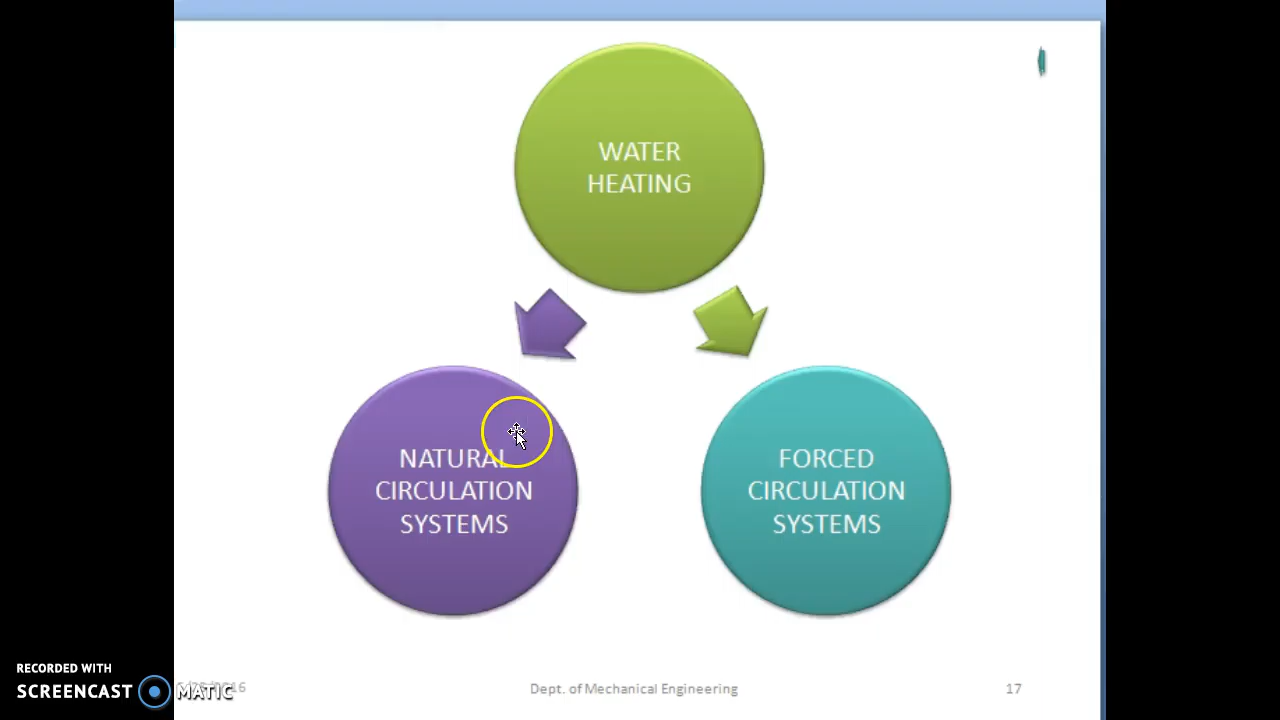 WATER
HEATING
NATURAL
CIRCULATION
SYSTEMS
FORCED
CIRCULATION
SYSTEMS
RECORDED WITH
SCREENCAST MATIC
Dept. of Mechanical Engineering
17